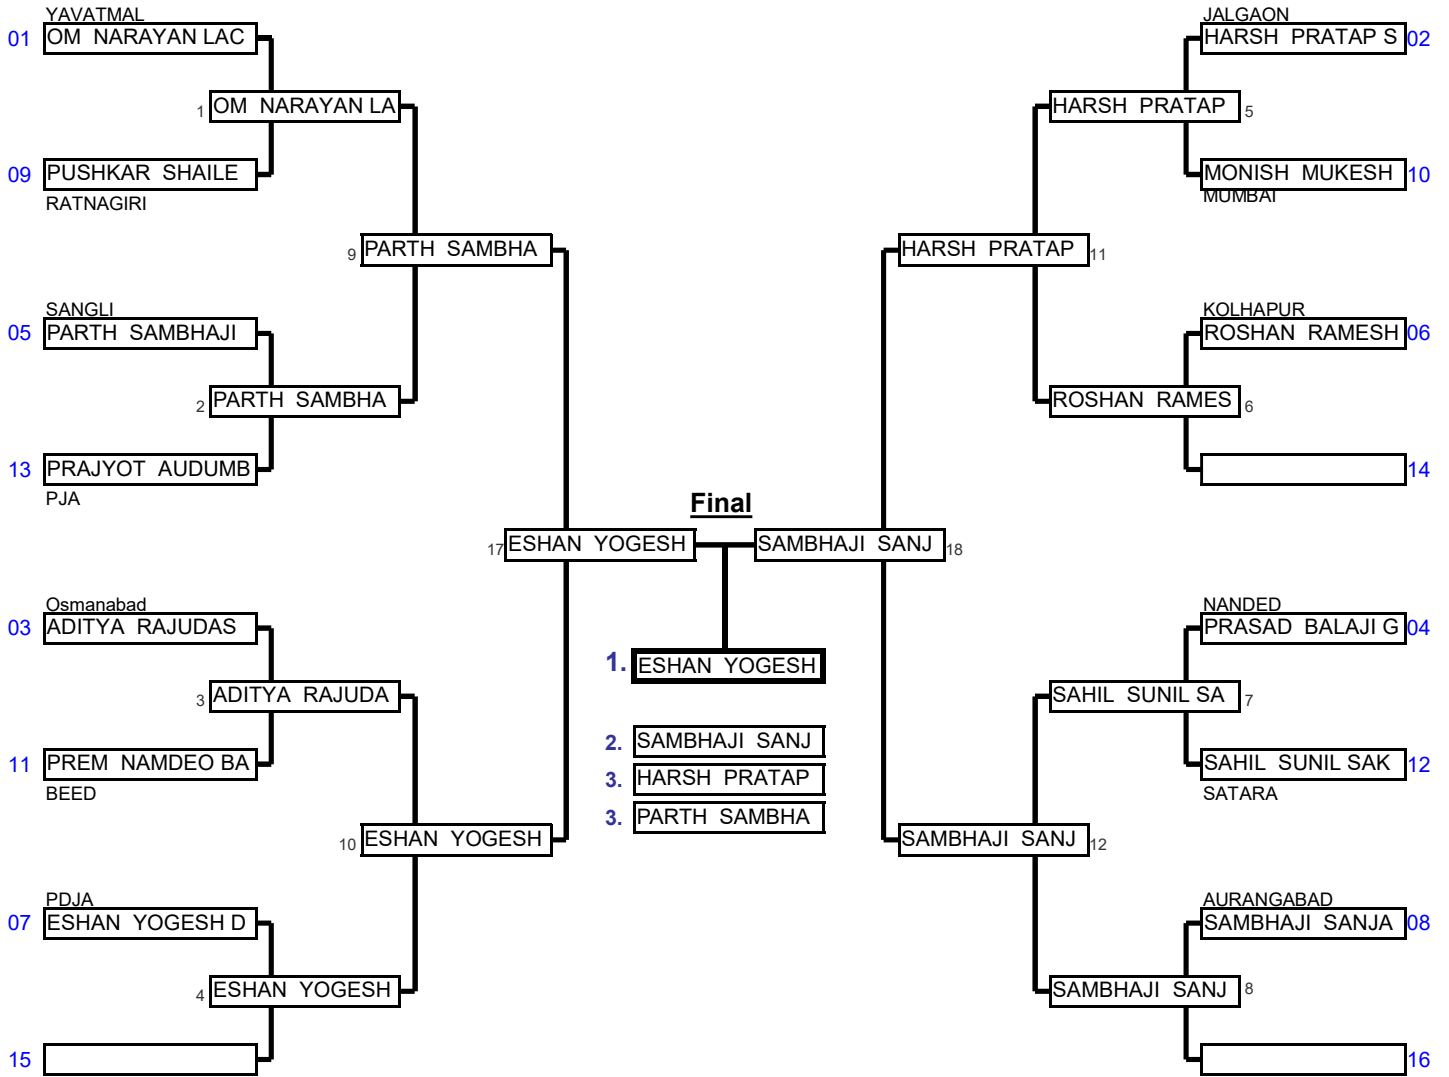 YAVATMAL
01 OM NARAYAN LAC
1 OM NARAYAN LA
09 PUSHKAR SHAILE
RATNAGIRI
9 PARTH SAMBHA
SANGLI
05 PARTH SAMBHAJI
2 PARTH SAMBHA
13 PRAJYOT AUDUMB
PJA
17 ESHAN YOGESH
Osmanabad
03 ADITYA RAJUDAS
3 ADITYA RAJUDA
11 PREM NAMDEO BA
BEED
10 ESHAN YOGESH
PDJA
07 ESHAN YOGESH D
4 ESHAN YOGESH
15
Final
1. ESHAN YOGESH
2. SAMBHAJI SANJ
3. HARSH PRATAP
3. PARTH SAMBHA
JALGAON
HARSH PRATAP S 02
HARSH PRATAP 5
MONISH MUKESH 10
MUMBAI
HARSH PRATAP 11
KOLHAPUR
ROSHAN RAMESH 06
ROSHAN RAMES 6
14
SAMBHAJI SANJ 18
NANDED
PRASAD BALAJI G 04
SAHIL SUNIL SA 7
SAHIL SUNIL SAK 12
SATARA
SAMBHAJI SANJ 12
AURANGABAD
SAMBHAJI SANJA 08
SAMBHAJI SANJ 8
16